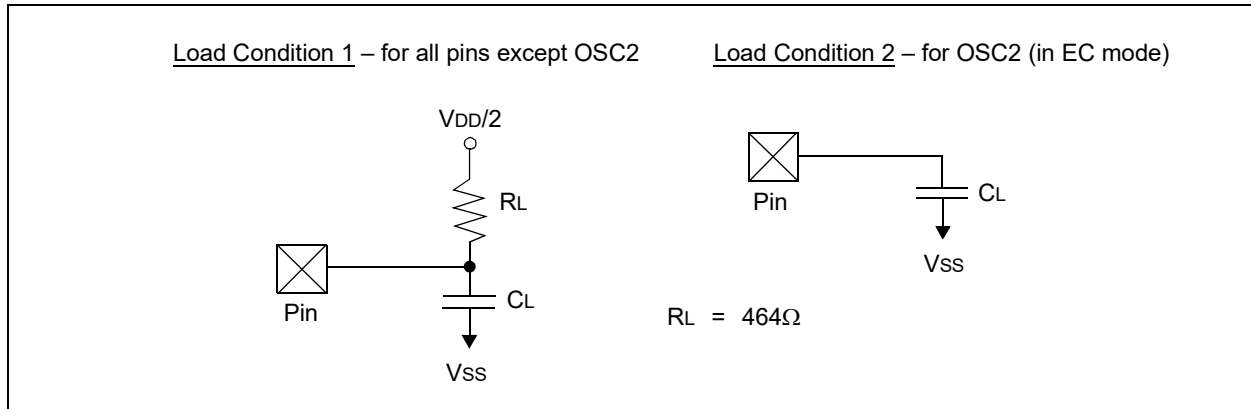 Load Condition 1 – for all pins except OSC2
VDD/2
RL
Pin
CL
VSS
Load Condition 2 – for OSC2 (in EC mode)
Pin
CL
VSS
RL = 464Ω